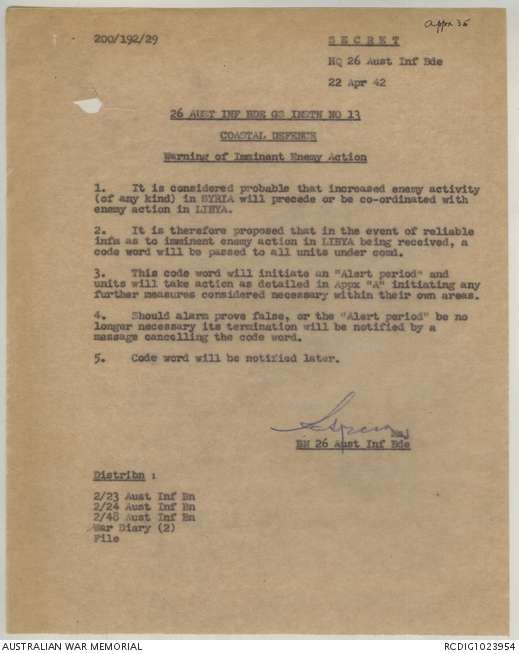 Appx 35
200/192/29
SECRET
HQ 26 Aust Inf Bde
22 Apr 42
26 AUST INF BDE GS INSTN NO 13
COASTAL DEFENCE
Warning of Imminent Enemy Action
1. It is considered probable that increased enemy activity
(of any kind) in SYRIA will precede or be co-ordinated with
enemy action in LIBYA.
2. It is therefore proposed that in the event of reliable
infm as to imminent enemy action in LIBYA being received, a
code word will be passed to all units under comd.
3. This code word will initiate an "Alert period" and
units will take action as detailed in Appx "A" initiating any
further measures considered necessary within their own areas.
4. Should alarm prove false, or the "Alert period" be no
longer necessary its termination will be notified by a
message cancelling the code word.
5. Code word will be notified later.
Maj
BM 26 Aust Inf Bde
Distribn :
2/23 Aust Inf Bn
2/24 Aust Inf Bn
2/48 Aust Inf Bn
War Diary (2)
File
AUSTRALIAN WAR MEMORIAL
RCDIG1023954